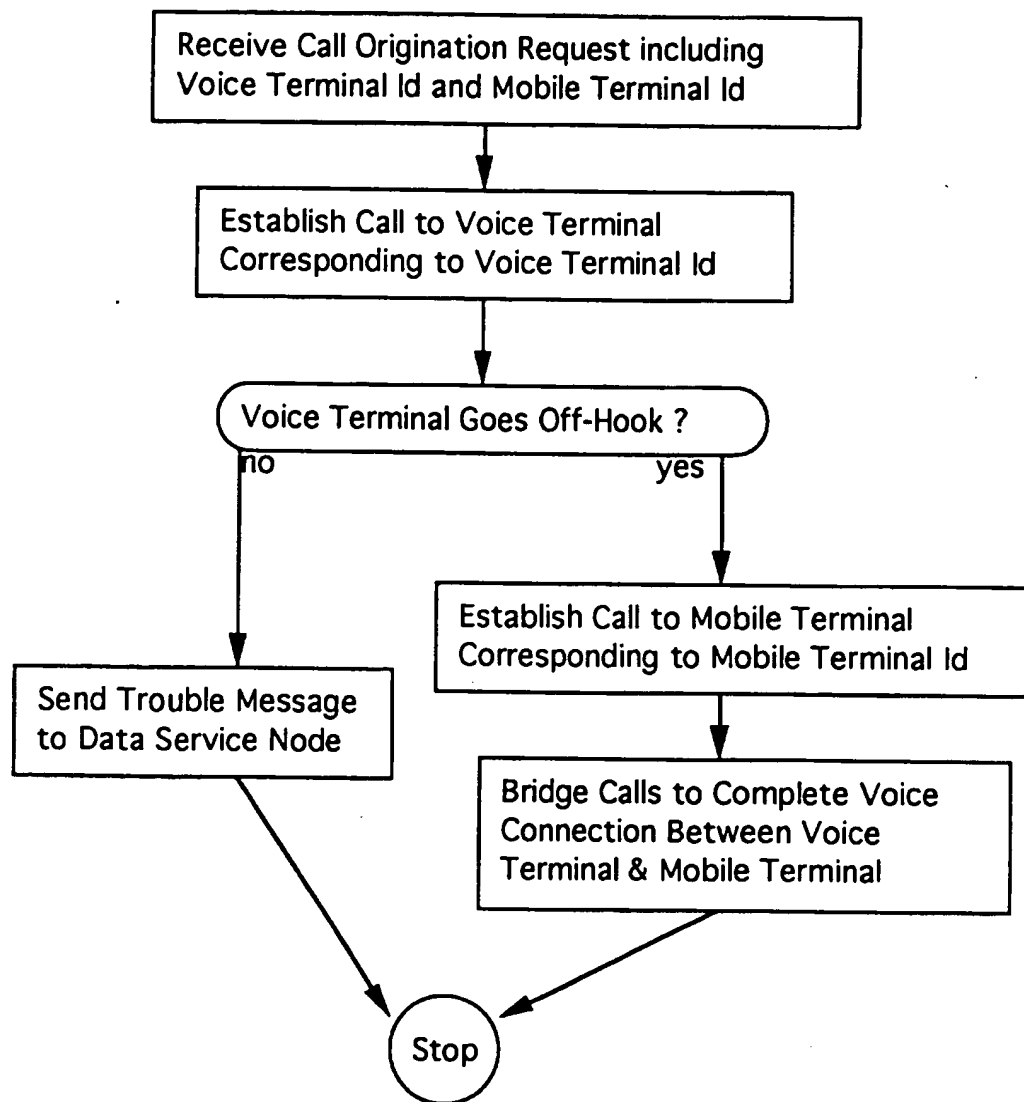 Receive Call Origination Request including
Voice Terminal Id and Mobile Terminal Id
Establish Call to Voice Terminal
Corresponding to Voice Terminal Id
Voice Terminal Goes Off-Hook ?
no
yes
Establish Call to Mobile Terminal
Corresponding to Mobile Terminal Id
Send Trouble Message
to Data Service Node
Bridge Calls to Complete Voice
Connection Between Voice
Terminal & Mobile Terminal
Stop